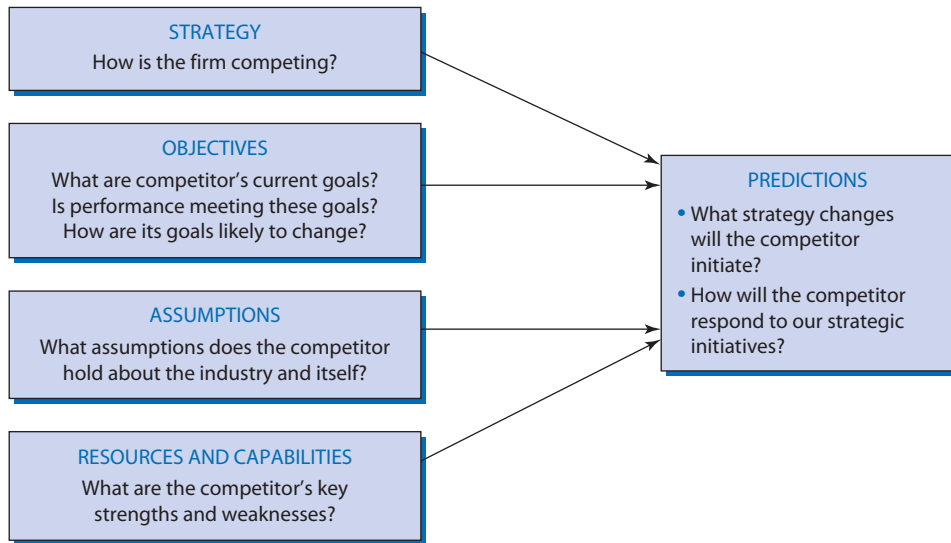 STRATEGY
How is the firm competing?
OBJECTIVES
What are competitor’s current goals?
Is performance meeting these goals?
How are its goals likely to change?
ASSUMPTIONS
What assumptions does the competitor
hold about the industry and itself?
RESOURCES AND CAPABILITIES
What are the competitor’s key
strengths and weaknesses?
PREDICTIONS
• What strategy changes
will the competitor
initiate?
• How will the competitor
respond to our strategic
initiatives?